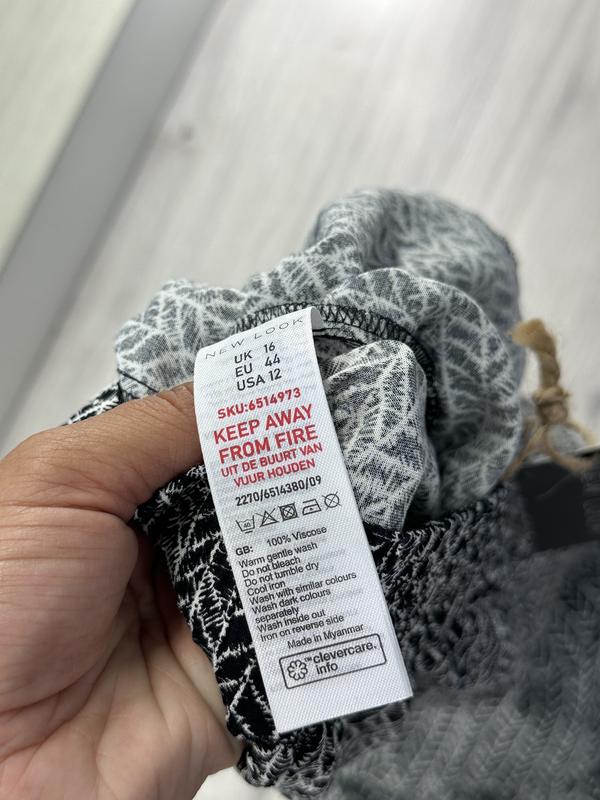 NEW LOOK
UK 16
EU 44
USA 12
SKU:6514973
KEEP AWAY
FROM FIRE
UIT DE BUURT VAN
VUUR HOUDEN
2270/6514380/09
40
GB: 100% Viscose
Warm gentle wash
Do not bleach
Do not tumble dry
Cool iron
Wash with similar colours
Wash dark colours
separately
Wash inside out
Iron on reverse side
Made in Myanmar
™clevercare.
info